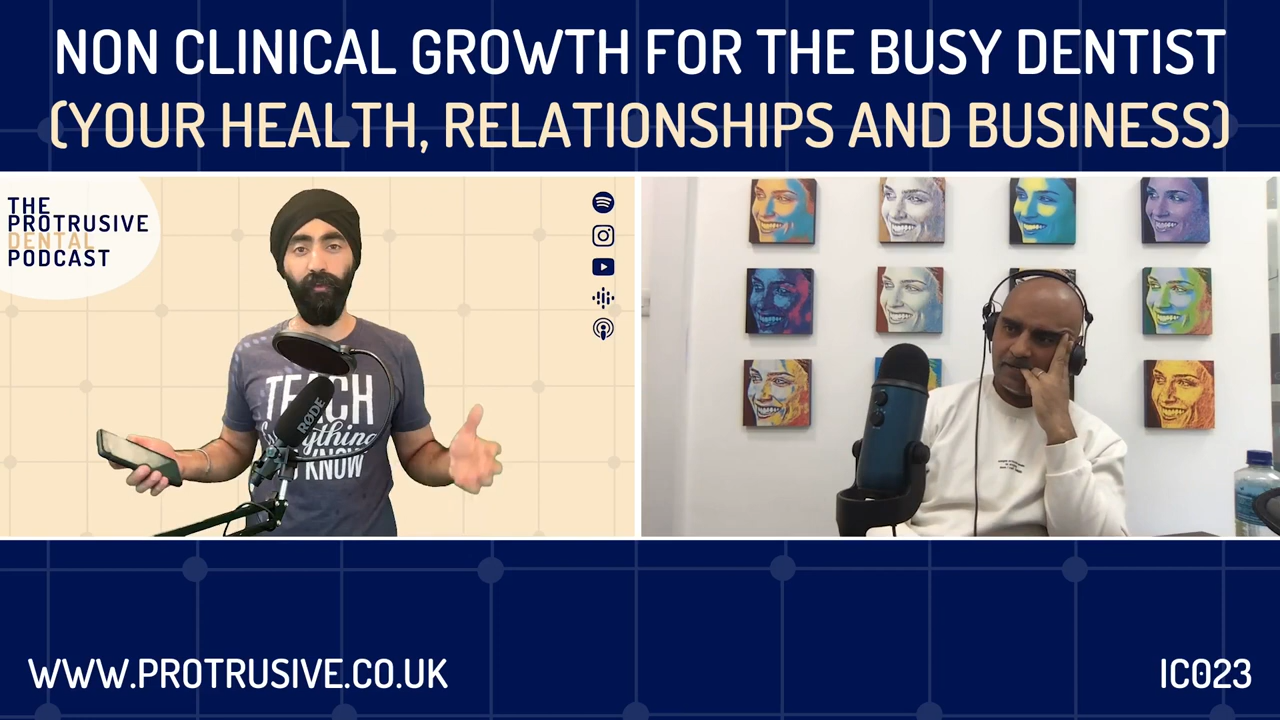 NON CLINICAL GROWTH FOR THE BUSY DENTIST
(YOUR HEALTH, RELATIONSHIPS AND BUSINESS)
THE
PROTRUSIVE
DENTAL
PODCAST
TEACH
KNOW
RØDE
WWW.PROTRUSIVE.CO.UK
IC023